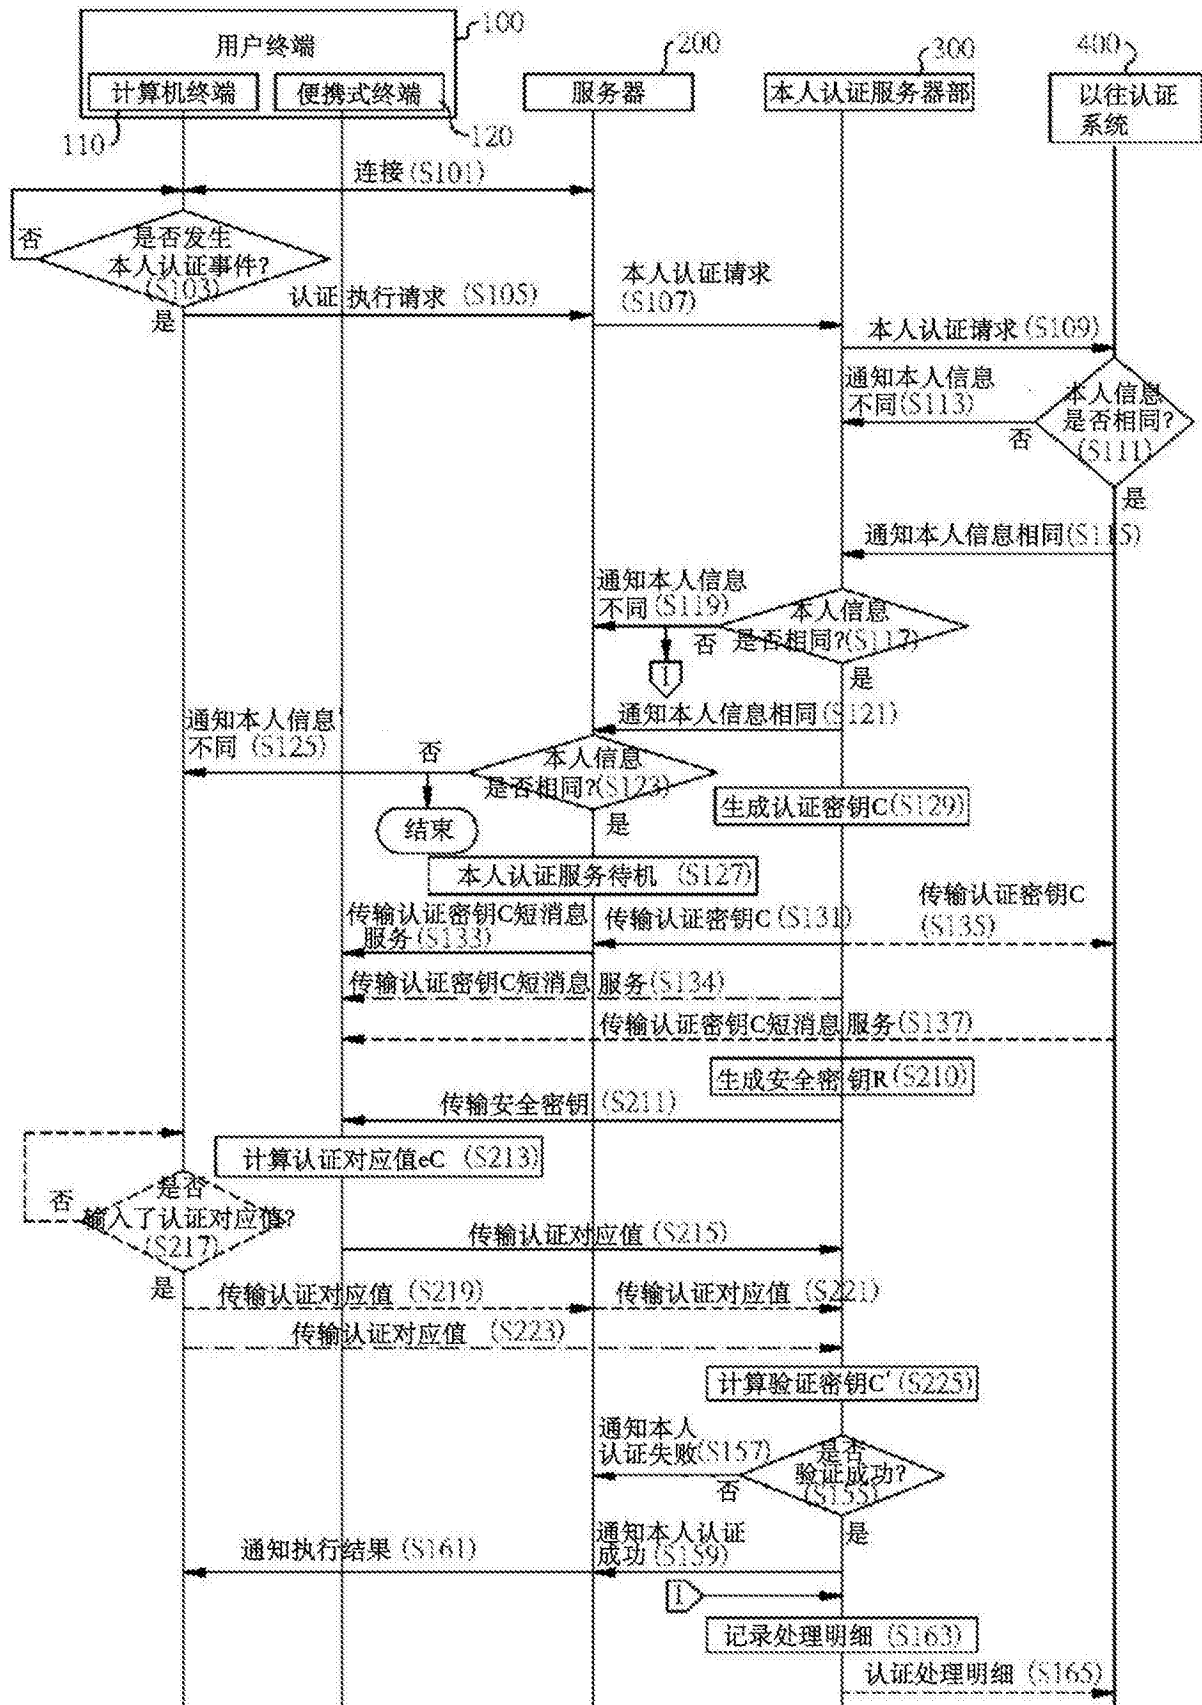 用户终端
100
计算机终端
便携式终端
110
120
服务器
200
本人认证服务器部
300
以往认证
系统
400
连接(S101)
是否发生
本人认证事件?
(S103)
否
是
认证 执行请求 (S105)
本人认证请求
(S107)
本人认证请求(S109)
本人信息
是否相同?
(S111)
通知本人信息
不同(S113)
否
是
通知本人信息相同(S115)
本人信息
是否相同?(S117)
通知本人信息
不同(S119)
否
1
是
通知本人信息相同(S121)
本人信息
是否相同?(S123)
通知本人信息
不同 (S125)
否
结束
是
生成认证密钥C(S129)
本人认证服务待机 (S127)
传输认证密钥C (S131)
传输认证密钥C
(S135)
传输认证密钥C短消息
服务(S133)
传输认证密钥C短消息 服务(S134)
传输认证密钥C短消息 服务(S137)
生成安全密 钥R(S210)
传输安全密钥 (S211)
计算认证对应值eC (S213)
是否
输入了认证对应值?
(S217)
否
是
传输认证对应值(S215)
传输认证对应值 (S219)
传输认证对应值 (S221)
传输认证对应值 (S223)
计算验证密钥C'(S225)
是否
验证成功?
(S155)
通知本人
认证失败(S157)
否
是
通知本人认证
成功(S159)
通知执行结果(S161)
1
记录处理明细 (S163)
认证处理明细 (S165)